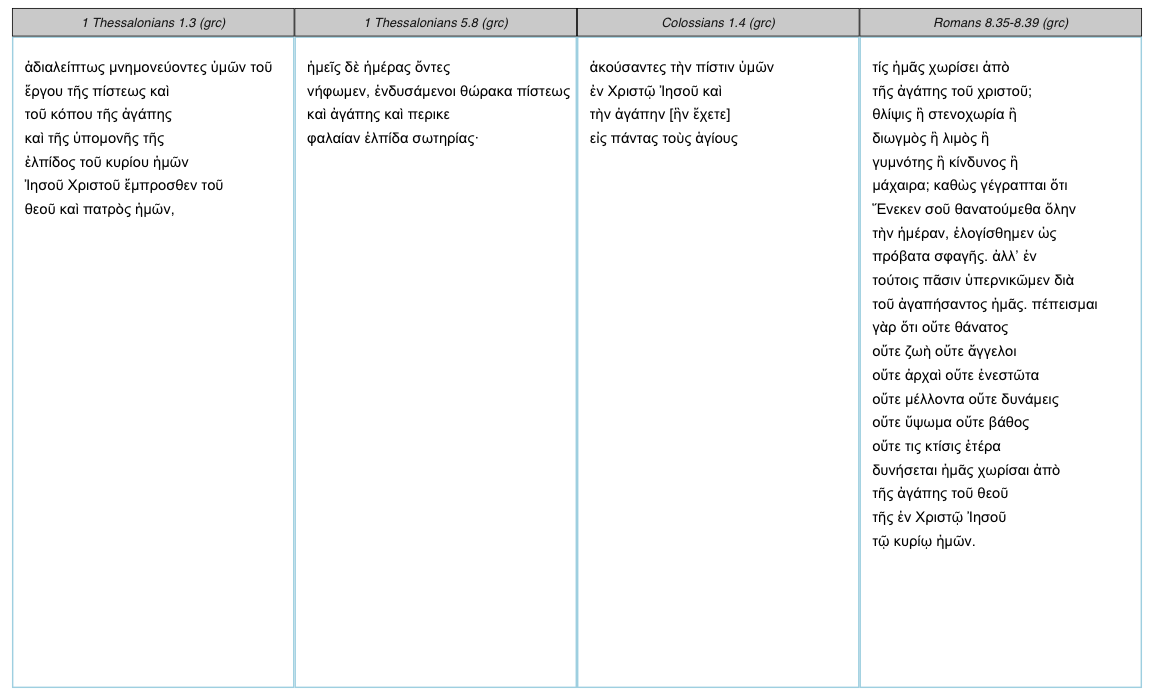 1 Thessalonians 1.3 (grc)
ἀδιαλείπτως μνημονεύοντες ὑμῶν τοῦ
ἔργου τῆς πίστεως καὶ
τοῦ κόπου τῆς ἀγάπης
καὶ τῆς ὑπομονῆς τῆς
ἐλπίδος τοῦ κυρίου ἡμῶν
Ἰησοῦ Χριστοῦ ἔμπροσθεν τοῦ
θεοῦ καὶ πατρὸς ἡμῶν,
1 Thessalonians 5.8 (grc)
ἡμεῖς δὲ ἡμέρας ὄντες
νήφωμεν, ἐνδυσάμενοι θώρακα πίστεως
καὶ ἀγάπης καὶ περικε
φαλαίαν ἐλπίδα σωτηρίας·
Colossians 1.4 (grc)
ἀκούσαντες τὴν πίστιν ὑμῶν
ἐν Χριστῷ Ἰησοῦ καὶ
τὴν ἀγάπην [ἣν ἔχετε]
εἰς πάντας τοὺς ἁγίους
Romans 8.35-8.39 (grc)
τίς ἡμᾶς χωρίσει ἀπὸ
τῆς ἀγάπης τοῦ χριστοῦ;
θλίψις ἢ στενοχωρία ἢ
διωγμὸς ἢ λιμὸς ἢ
γυμνότης ἢ κίνδυνος ἢ
μάχαιρα; καθὼς γέγραπται ὅτι
Ἕνεκεν σοῦ θανατούμεθα ὅλην
τὴν ἡμέραν, ἐλογίσθημεν ὡς
πρόβατα σφαγῆς. ἀλλ’ ἐν
τούτοις πᾶσιν ὑπερνικῶμεν διὰ
τοῦ ἀγαπήσαντος ἡμᾶς. πέπεισμαι
γὰρ ὅτι οὔτε θάνατος
οὔτε ζωὴ οὔτε ἄγγελοι
οὔτε ἀρχαὶ οὔτε ἐνεστῶτα
οὔτε μέλλοντα οὔτε δυνάμεις
οὔτε ὕψωμα οὔτε βάθος
οὔτε τις κτίσις ἑτέρα
δυνήσεται ἡμᾶς χωρίσαι ἀπὸ
τῆς ἀγάπης τοῦ θεοῦ
τῆς ἐν Χριστῷ Ἰησοῦ
τῷ κυρίῳ ἡμῶν.